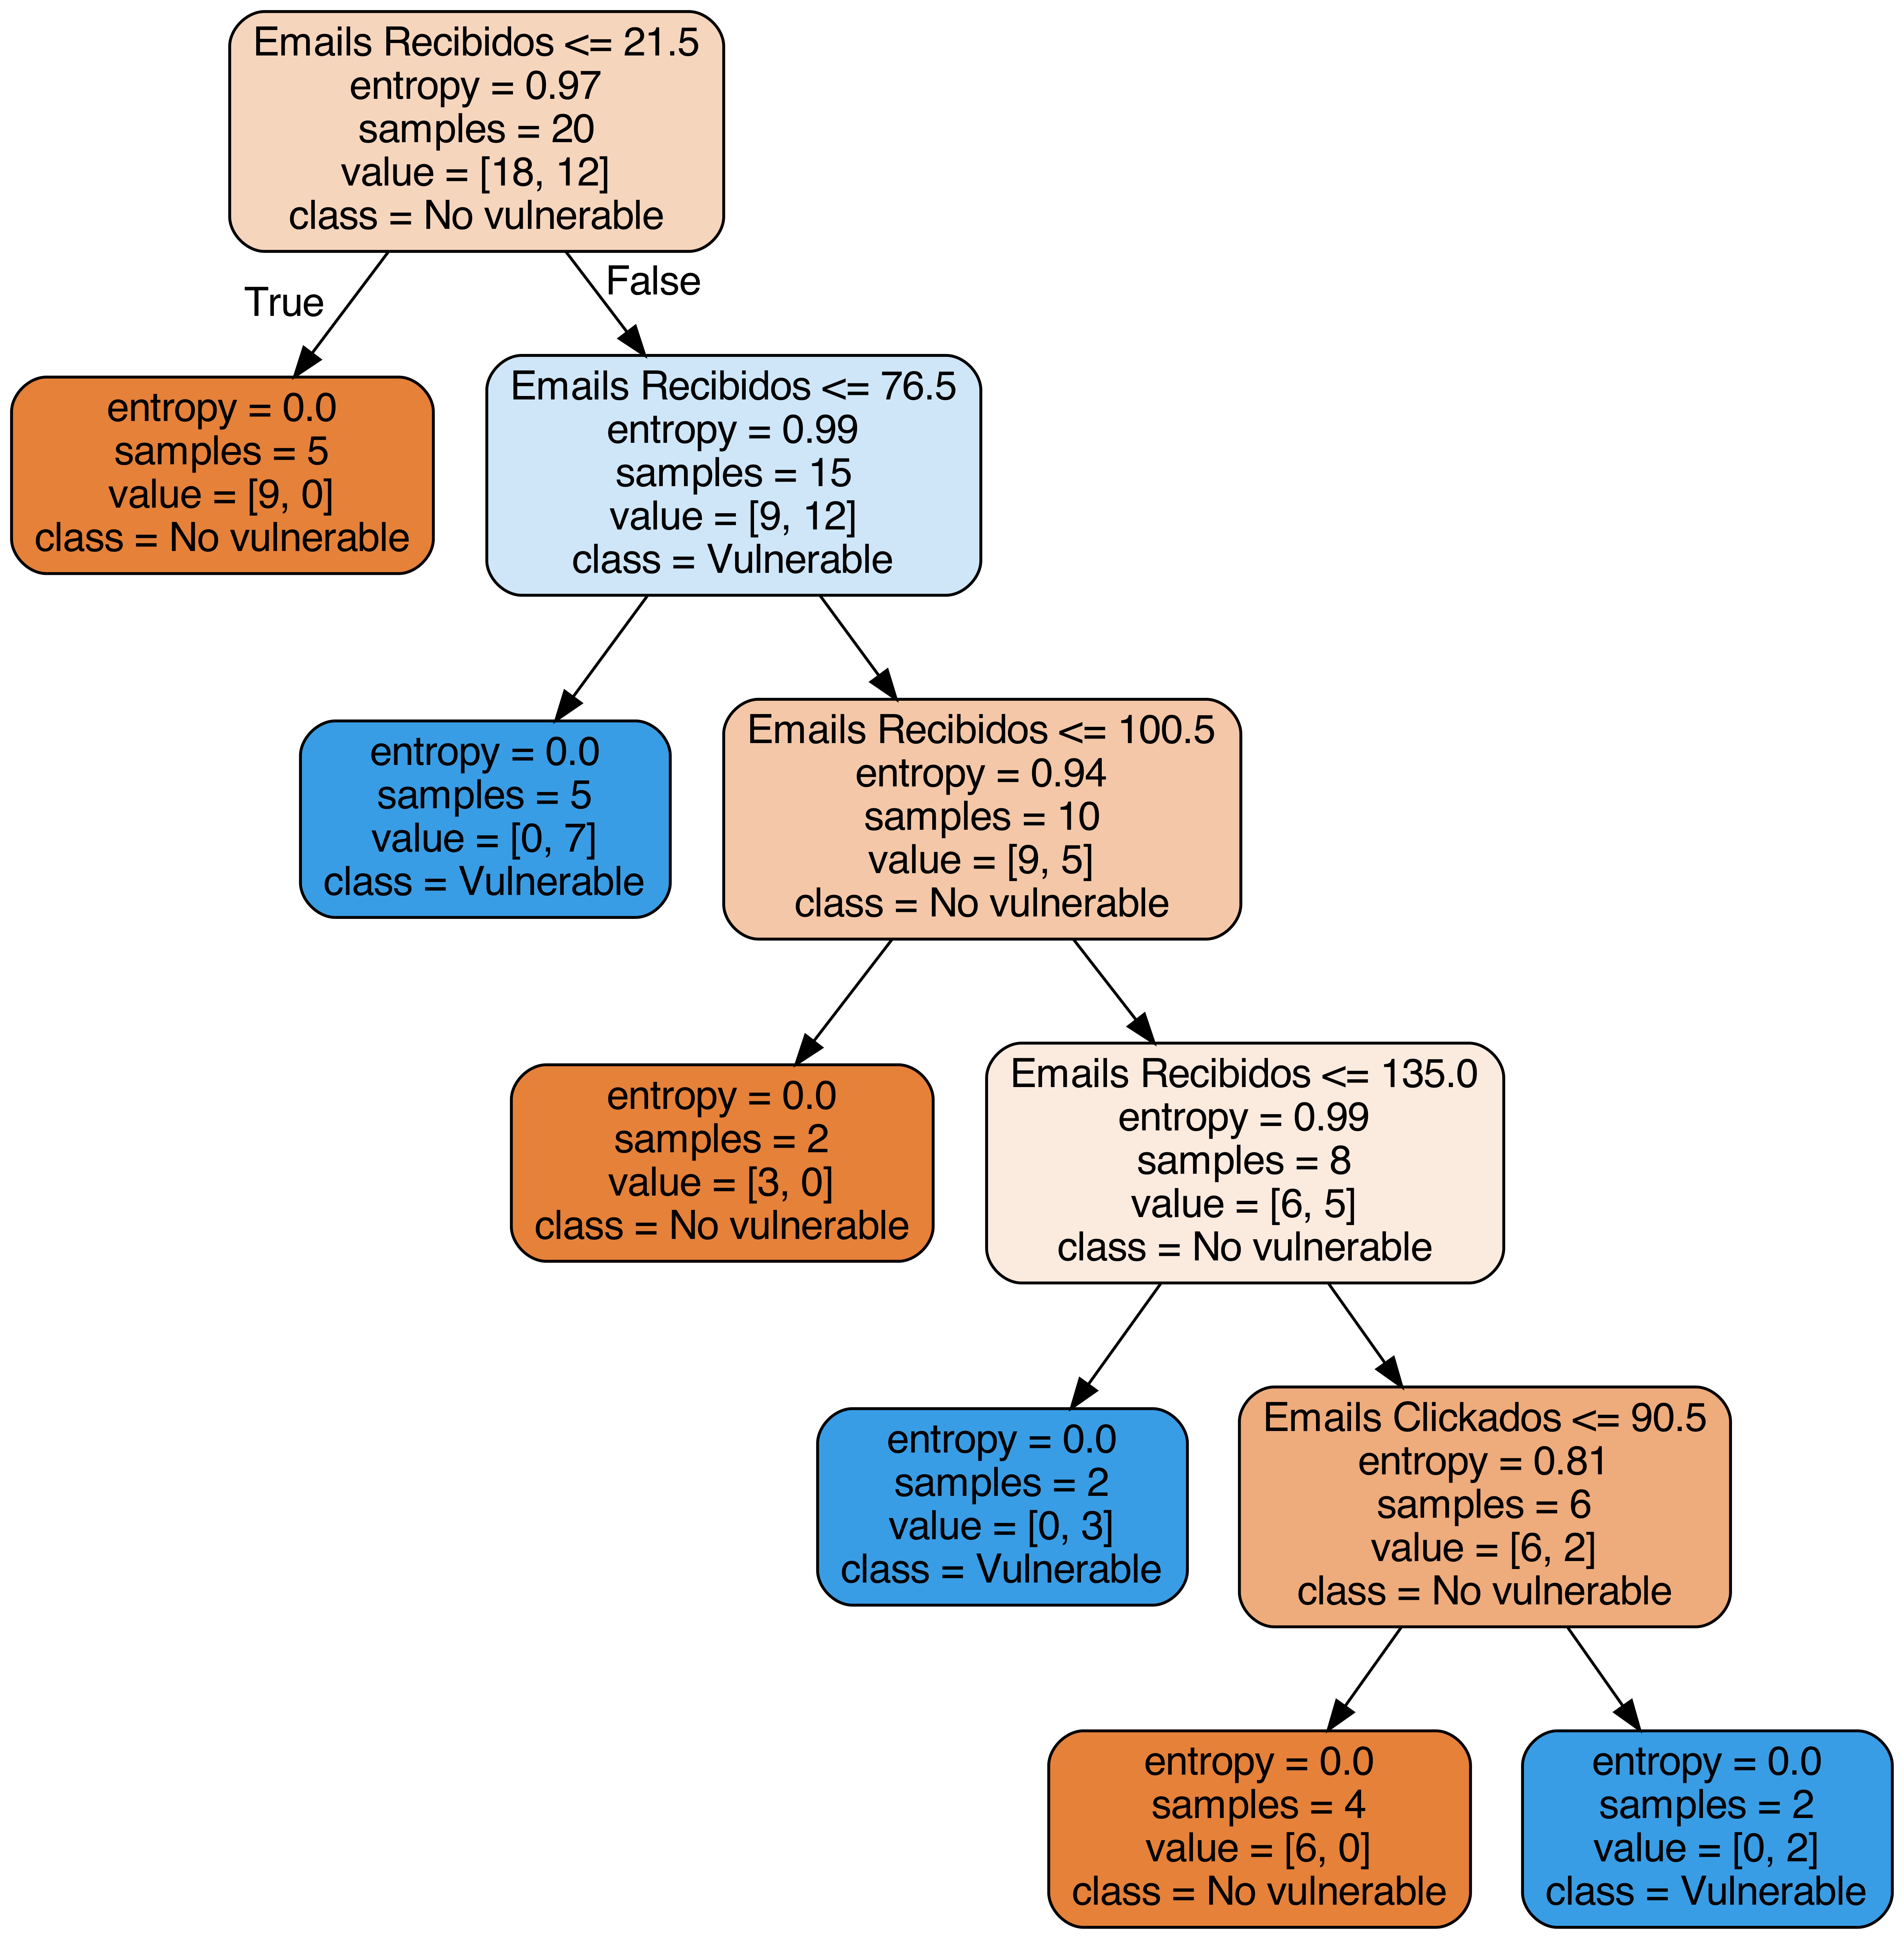 Emails Recibidos <= 21.5
entropy = 0.97
samples = 20
value = [18, 12]
class = No vulnerable
True
False
entropy = 0.0
samples = 5
value = [9, 0]
class = No vulnerable
Emails Recibidos <= 76.5
entropy = 0.99
samples = 15
value = [9, 12]
class = Vulnerable
entropy = 0.0
samples = 5
value = [0, 7]
class = Vulnerable
Emails Recibidos <= 100.5
entropy = 0.94
samples = 10
value = [9, 5]
class = No vulnerable
entropy = 0.0
samples = 2
value = [3, 0]
class = No vulnerable
Emails Recibidos <= 135.0
entropy = 0.99
samples = 8
value = [6, 5]
class = No vulnerable
entropy = 0.0
samples = 2
value = [0, 3]
class = Vulnerable
Emails Clickados <= 90.5
entropy = 0.81
samples = 6
value = [6, 2]
class = No vulnerable
entropy = 0.0
samples = 4
value = [6, 0]
class = No vulnerable
entropy = 0.0
samples = 2
value = [0, 2]
class = Vulnerable